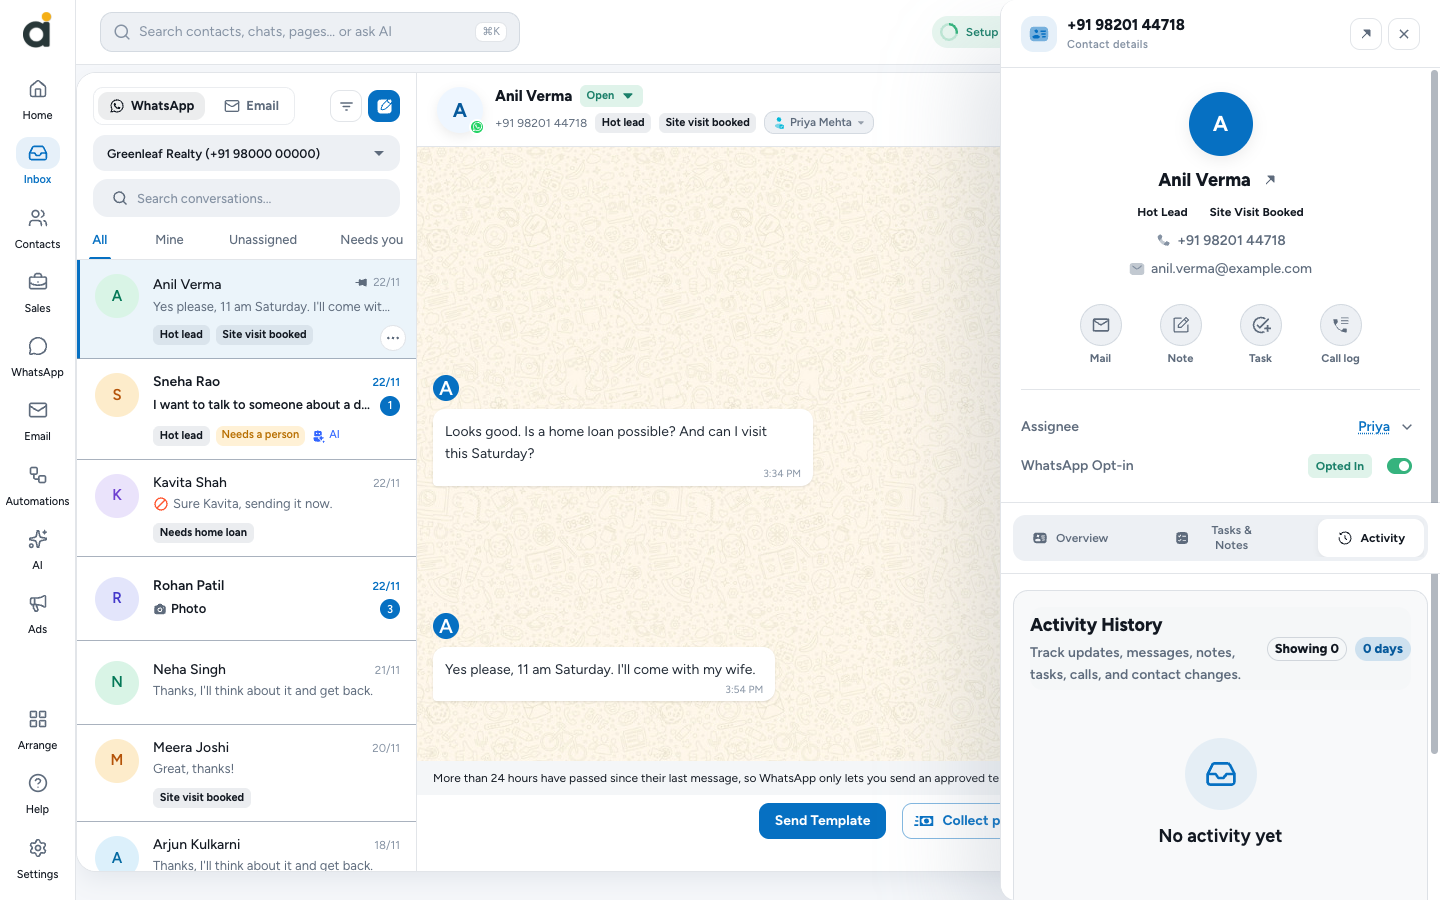 Search contacts, chats, pages... or ask AI
⌘K
Setup
Home
Inbox
Contacts
Sales
WhatsApp
Email
Automations
AI
Ads
Arrange
Help
Settings
WhatsApp
Email
Greenleaf Realty (+91 98000 00000)
Search conversations...
All
Mine
Unassigned
Needs you
A
Anil Verma
22/11
Yes please, 11 am Saturday. I'll come wit...
Hot lead
Site visit booked
S
Sneha Rao
22/11
I want to talk to someone about a d...
1
Hot lead
Needs a person
AI
K
Kavita Shah
22/11
Sure Kavita, sending it now.
Needs home loan
R
Rohan Patil
22/11
Photo
3
N
Neha Singh
21/11
Thanks, I'll think about it and get back.
M
Meera Joshi
20/11
Great, thanks!
Site visit booked
A
Arjun Kulkarni
18/11
Thanks, I'll think about it and get back.
A
Anil Verma
Open
+91 98201 44718
Hot lead
Site visit booked
Priya Mehta
A
Looks good. Is a home loan possible? And can I visit
this Saturday?
3:34 PM
A
Yes please, 11 am Saturday. I'll come with my wife.
3:54 PM
More than 24 hours have passed since their last message, so WhatsApp only lets you send an approved te
Send Template
Collect p
+91 98201 44718
Contact details
A
Anil Verma
Hot Lead
Site Visit Booked
+91 98201 44718
anil.verma@example.com
Mail
Note
Task
Call log
Assignee
Priya
WhatsApp Opt-in
Opted In
Overview
Tasks &
Notes
Activity
Activity History
Track updates, messages, notes,
tasks, calls, and contact changes.
Showing 0
0 days
No activity yet